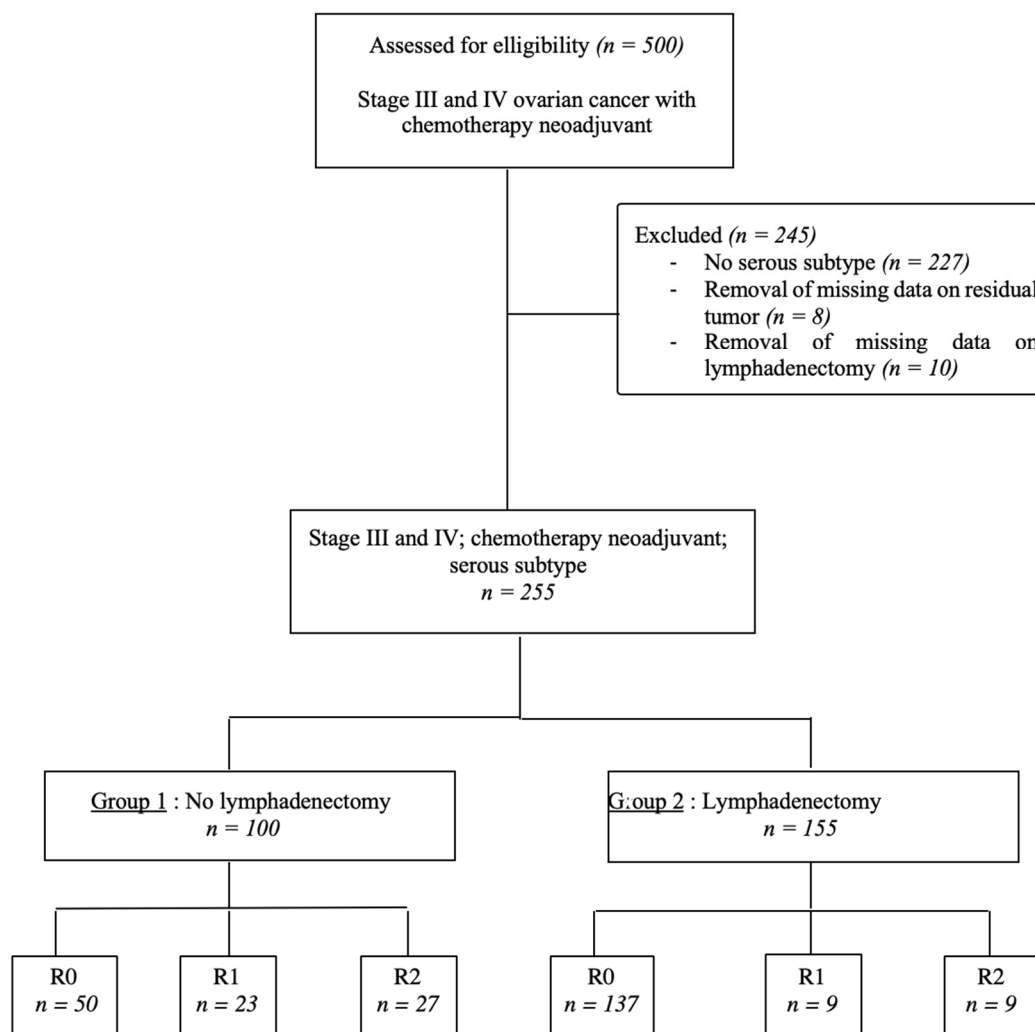 Assessed for elligibility (n = 500)
Stage III and IV ovarian cancer with
chemotherapy neoadjuvant
Excluded (n = 245)
- No serous subtype (n = 227)
- Removal of missing data on residual
tumor (n = 8)
- Removal of missing data on
lymphadenectomy (n = 10)
Stage III and IV; chemotherapy neoadjuvant;
serous subtype
n = 255
Group 1 : No lymphadenectomy
n = 100
Group 2 : Lymphadenectomy
n = 155
R0
n = 50
R1
n = 23
R2
n = 27
R0
n = 137
R1
n = 9
R2
n = 9